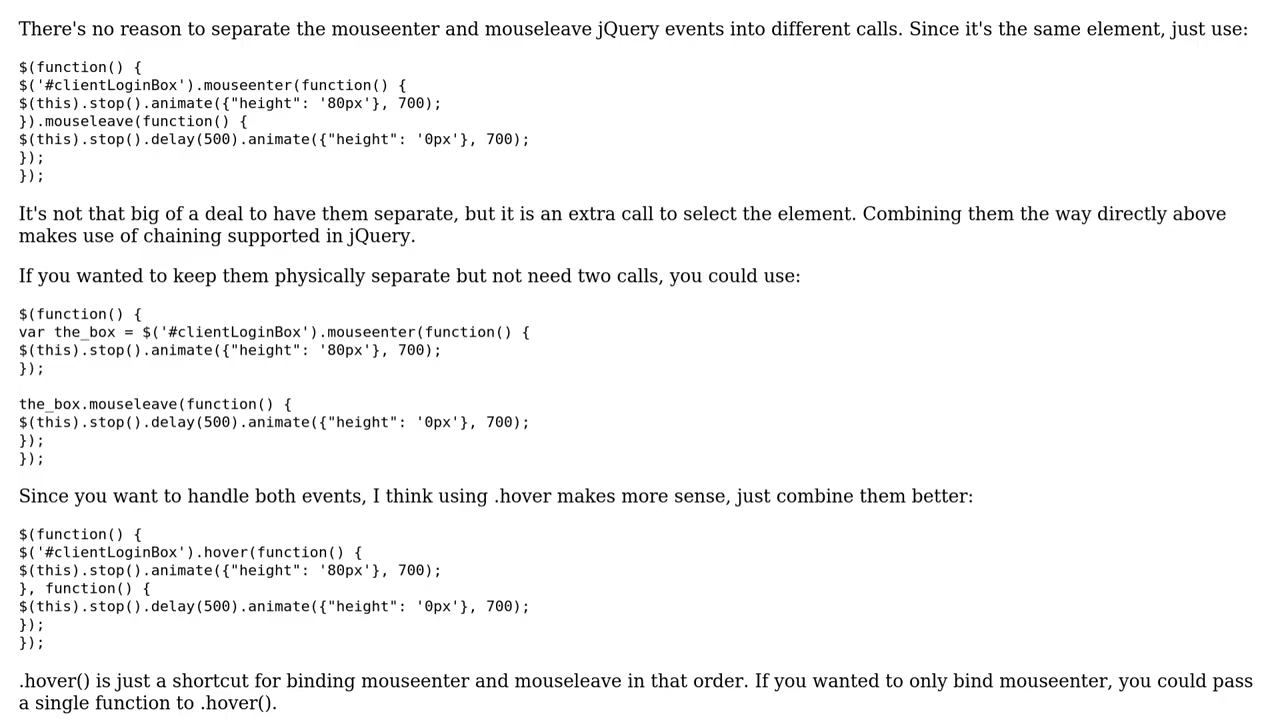 There's no reason to separate the mouseenter and mouseleave jQuery events into different calls. Since it's the same element, just use:
$(function() {
$('#clientLoginBox').mouseenter(function() {
$(this).stop().animate({"height": '80px'}, 700);
}).mouseleave(function() {
$(this).stop().delay(500).animate({"height": '0px'}, 700);
});
});
It's not that big of a deal to have them separate, but it is an extra call to select the element. Combining them the way directly above
makes use of chaining supported in jQuery.
If you wanted to keep them physically separate but not need two calls, you could use:
$(function() {
var the_box = $('#clientLoginBox').mouseenter(function() {
$(this).stop().animate({"height": '80px'}, 700);
});
the_box.mouseleave(function() {
$(this).stop().delay(500).animate({"height": '0px'}, 700);
});
});
Since you want to handle both events, I think using .hover makes more sense, just combine them better:
$(function() {
$('#clientLoginBox').hover(function() {
$(this).stop().animate({"height": '80px'}, 700);
}, function() {
$(this).stop().delay(500).animate({"height": '0px'}, 700);
});
});
.hover() is just a shortcut for binding mouseenter and mouseleave in that order. If you wanted to only bind mouseenter, you could pass
a single function to .hover().